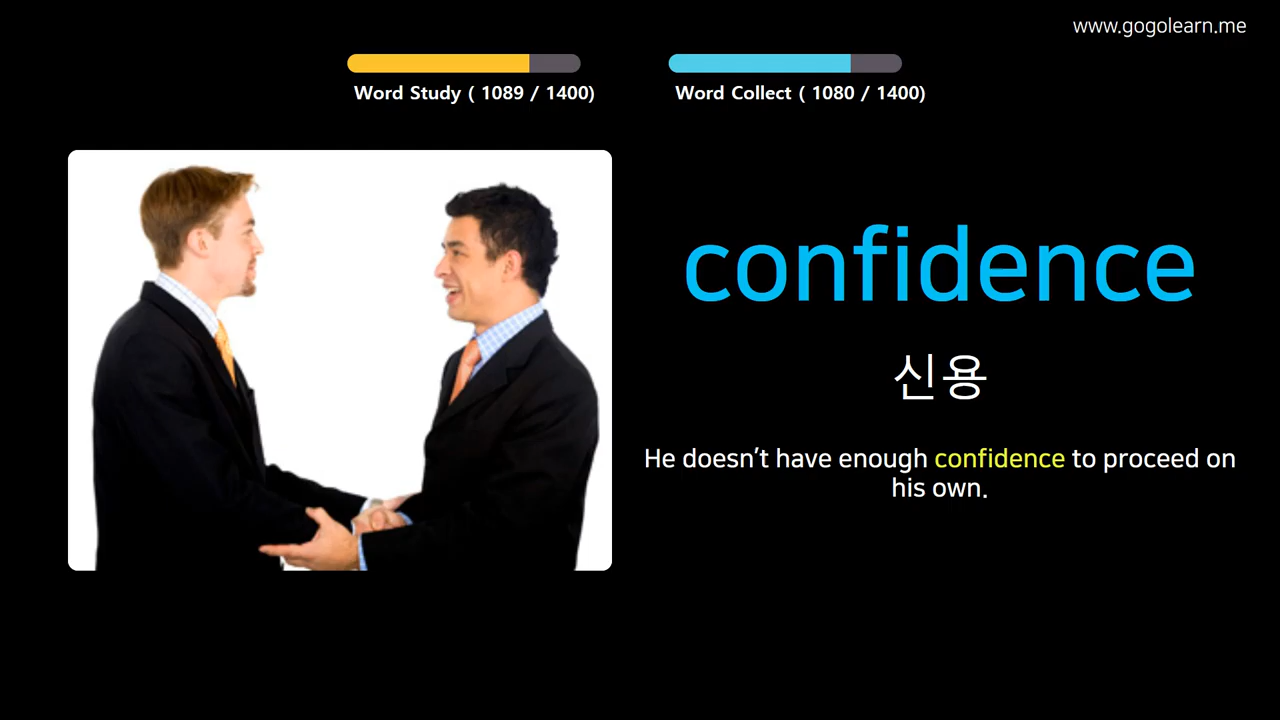 www.gogolearn.me
Word Study ( 1089 / 1400)
Word Collect ( 1080 / 1400)
confidence
신용
He doesn’t have enough confidence to proceed on
his own.